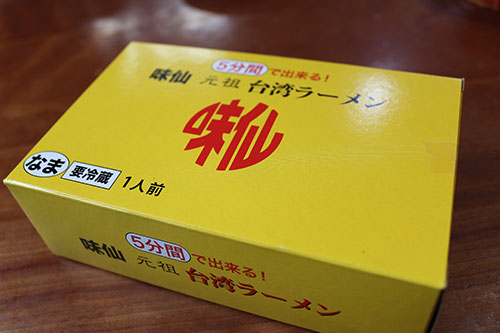 5分間で出来る!
味仙 元祖 台湾ラーメン
味仙
なま 要冷蔵 1人前
5分間で出来る!
味仙 元祖 台湾ラーメン